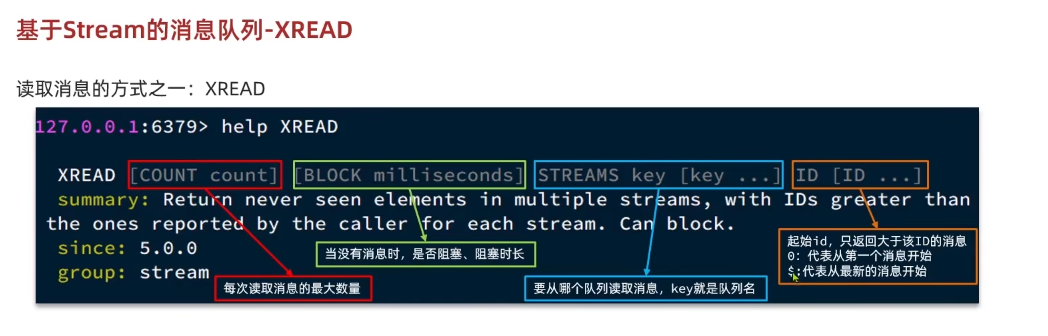 基于Stream的消息队列-XREAD
读取消息的方式之一：XREAD
127.0.0.1:6379> help XREAD
XREAD [COUNT count] [BLOCK milliseconds] STREAMS key [key ...] ID [ID ...]
summary: Return never seen elements in multiple streams, with IDs greater than
the ones reported by the caller for each stream. Can block.
since: 5.0.0
group: stream
当没有消息时，是否阻塞、阻塞时长
起始id，只返回大于该ID的消息
0：代表从第一个消息开始
$:代表从最新的消息开始
每次读取消息的最大数量
要从哪个队列读取消息，key就是队列名